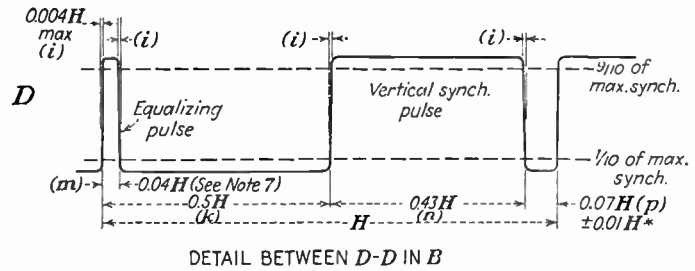 0.004H
max
(i)
(i)
(i)
(i)
9/10 of
max. synch.
D
Equalizing
pulse
Vertical synch.
pulse
1/10 of max.
synch.
(m)
0.04H (See Note 7)
0.5H
(k)
H
0.43H
(n)
0.07H (p)
±0.01H*
DETAIL BETWEEN D-D IN B